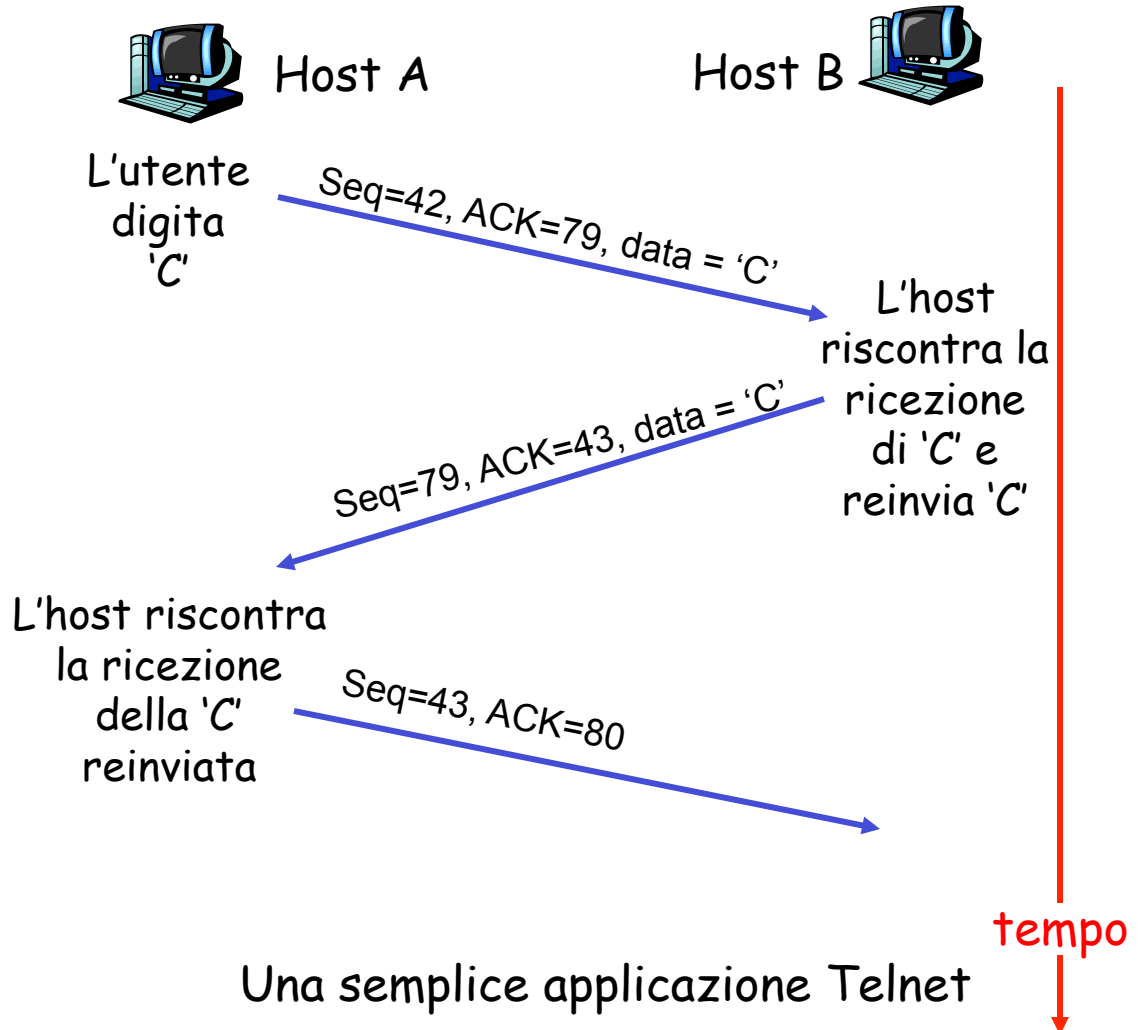 Host A
Host B
L'utente
digita
‘C’
Seq=42, ACK=79, data = ‘C’
L'host
riscontra la
ricezione
di ‘C’ e
reinvia ‘C’
Seq=79, ACK=43, data = ‘C’
L'host riscontra
la ricezione
della ‘C’
reinviata
Seq=43, ACK=80
tempo
Una semplice applicazione Telnet